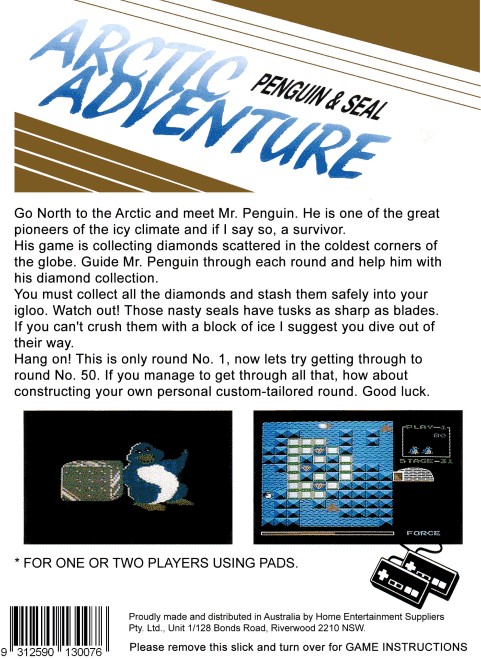 ARCTIC
ADVENTURE
PENGUIN & SEAL
Go North to the Arctic and meet Mr. Penguin. He is one of the great
pioneers of the icy climate and if I say so, a survivor.
His game is collecting diamonds scattered in the coldest corners of
the globe. Guide Mr. Penguin through each round and help him with
his diamond collection.
You must collect all the diamonds and stash them safely into your
igloo. Watch out! Those nasty seals have tusks as sharp as blades.
If you can't crush them with a block of ice I suggest you dive out of
their way.
Hang on! This is only round No. 1, now lets try getting through to
round No. 50. If you manage to get through all that, how about
constructing your own personal custom-tailored round. Good luck.
PLAY-1
80
STAGE-31
FORCE
* FOR ONE OR TWO PLAYERS USING PADS.
Proudly made and distributed in Australia by Home Entertainment Suppliers
Pty. Ltd., Unit 1/128 Bonds Road, Riverwood 2210 NSW.
Please remove this slick and turn over for GAME INSTRUCTIONS
9 312590 130076